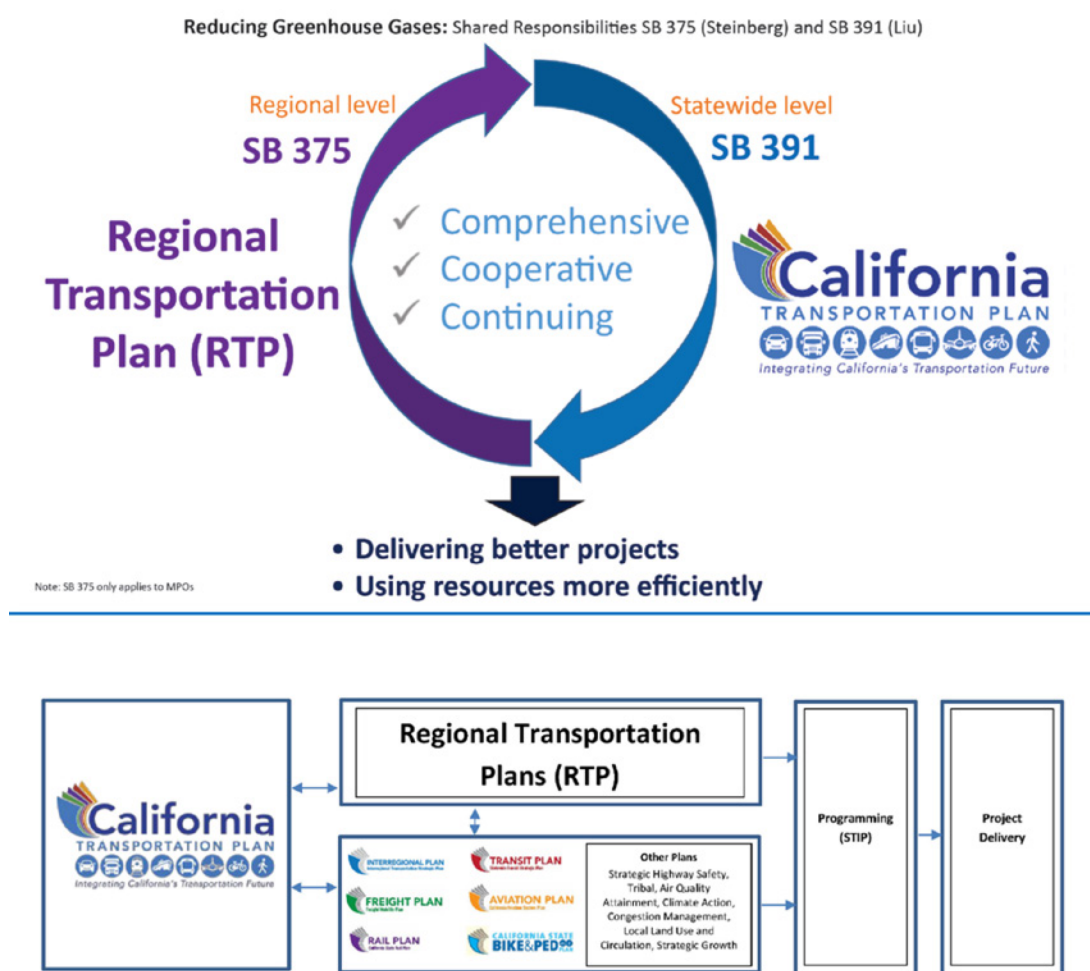 Reducing Greenhouse Gases: Shared Responsibilities SB 375 (Steinberg) and SB 391 (Liu)
Regional level
SB 375
Statewide level
SB 391
Regional
Transportation
Plan (RTP)
✓ Comprehensive
✓ Cooperative
✓ Continuing
California
TRANSPORTATION PLAN
Integrating California's Transportation Future
• Delivering better projects
• Using resources more efficiently
Note: SB 375 only applies to MPOs
California
TRANSPORTATION PLAN
Integrating California's Transportation Future
Regional Transportation
Plans (RTP)
INTERREGIONAL PLAN
TRANSIT PLAN
FREIGHT PLAN
AVIATION PLAN
RAIL PLAN
CALIFORNIA STATE
BIKE&PED
PLAN
Other Plans
Strategic Highway Safety,
Tribal, Air Quality
Attainment, Climate Action,
Congestion Management,
Local Land Use and
Circulation, Strategic Growth
Programming
(STIP)
Project
Delivery